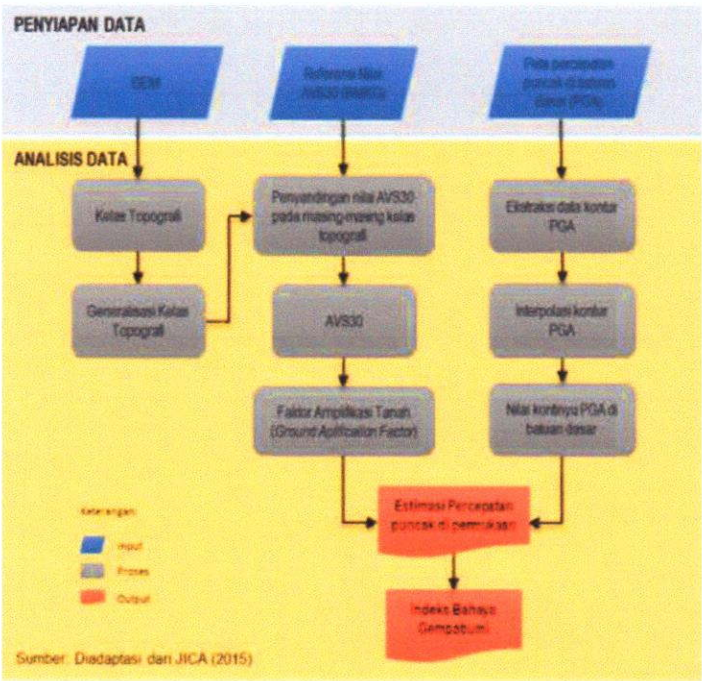 PENYIAPAN DATA
DEM
Referensi Nilai
AVS30 (BMKG)
Peta percepatan
puncak di batuan
dasar (PGA)
ANALISIS DATA
Kelas Topografi
Generalisasi Kelas
Topografi
Penyandingan nilai AVS30
pada masing-masing kelas
topografi
AVS30
Faktor Amplifikasi Tanah
(Ground Aplification Factor)
Ekstraksi data kontur
PGA
Interpolasi kontur
PGA
Nilai kontinyu PGA di
batuan dasar
Estimasi Percepatan
puncak di permukaan
Indeks Bahaya
Gempabumi
Keterangan:
Input
Proses
Output
Sumber: Diadaptasi dari JICA (2015)